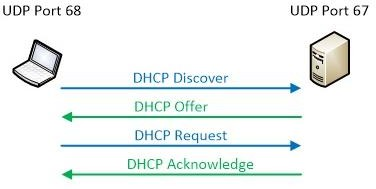 UDP Port 68
UDP Port 67
DHCP Discover
DHCP Offer
DHCP Request
DHCP Acknowledge